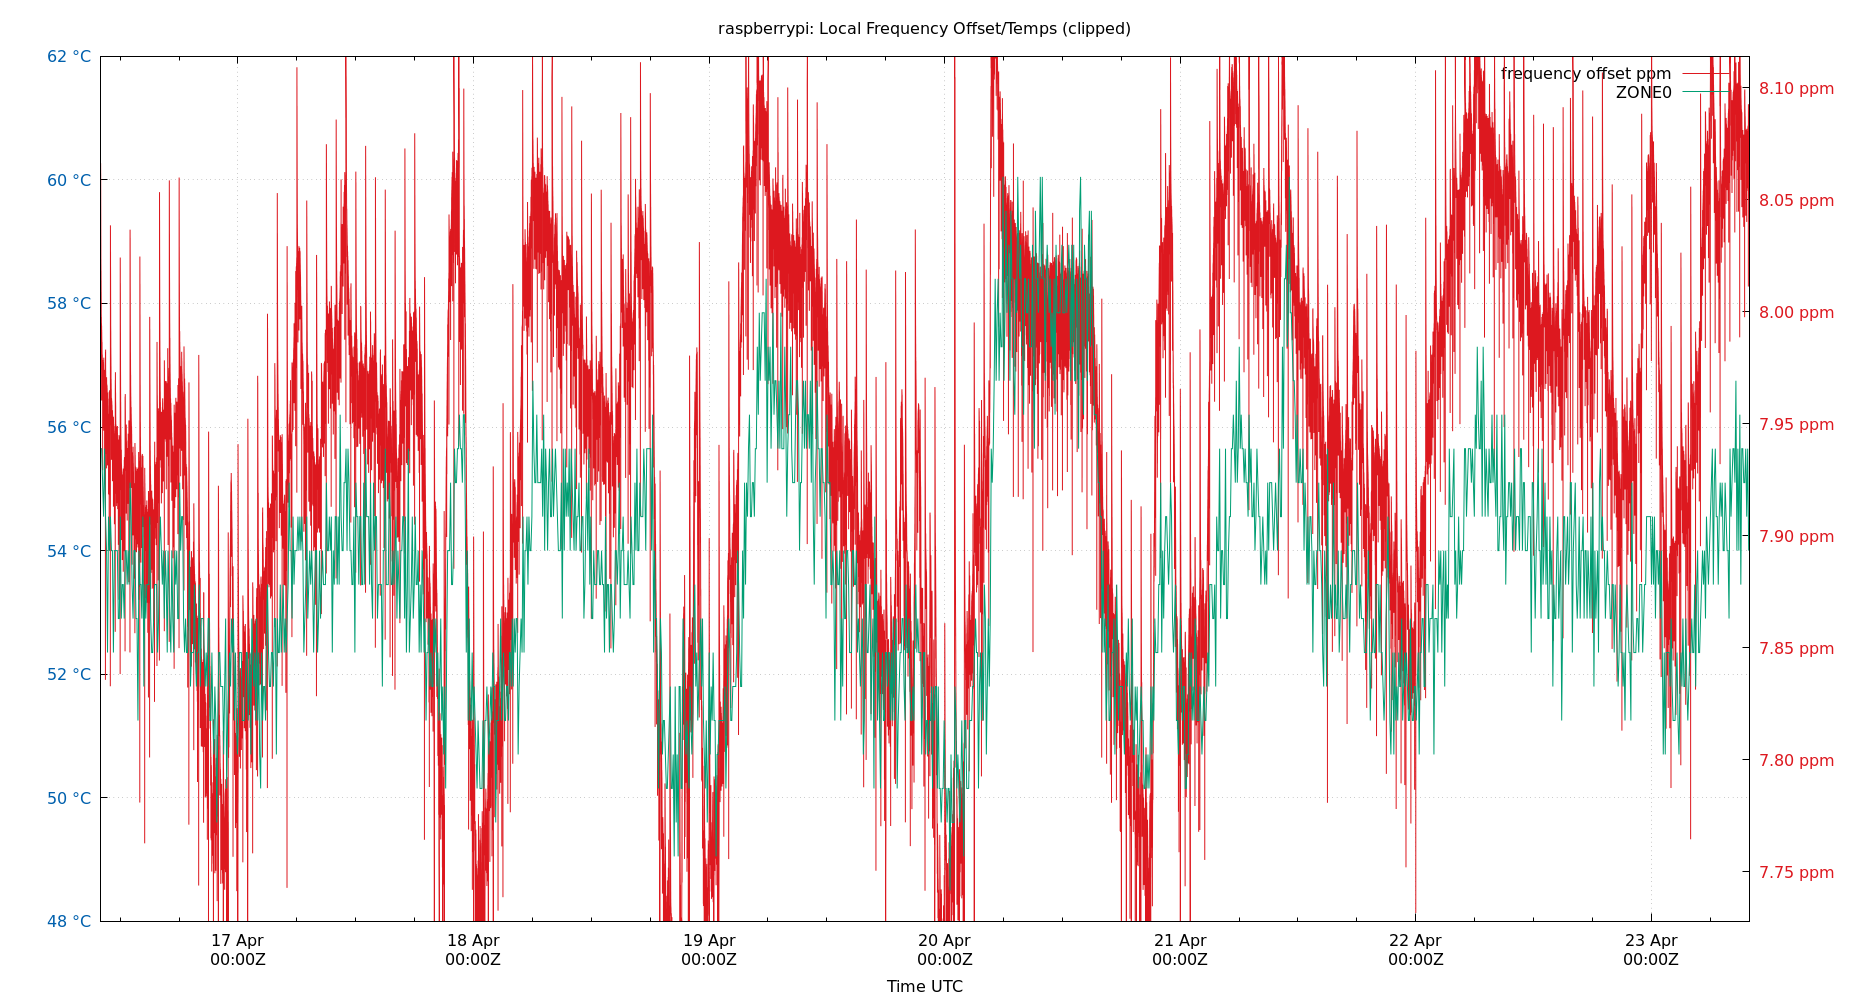 raspberrypi: Local Frequency Offset/Temps (clipped)
62 °C
60 °C
58 °C
56 °C
54 °C
52 °C
50 °C
48 °C
frequency offset ppm
ZONE0
8.10 ppm
8.05 ppm
8.00 ppm
7.95 ppm
7.90 ppm
7.85 ppm
7.80 ppm
7.75 ppm
17 Apr 18 Apr 19 Apr 20 Apr 21 Apr 22 Apr 23 Apr
00:00Z 00:00Z 00:00Z 00:00Z 00:00Z 00:00Z 00:00Z
Time UTC